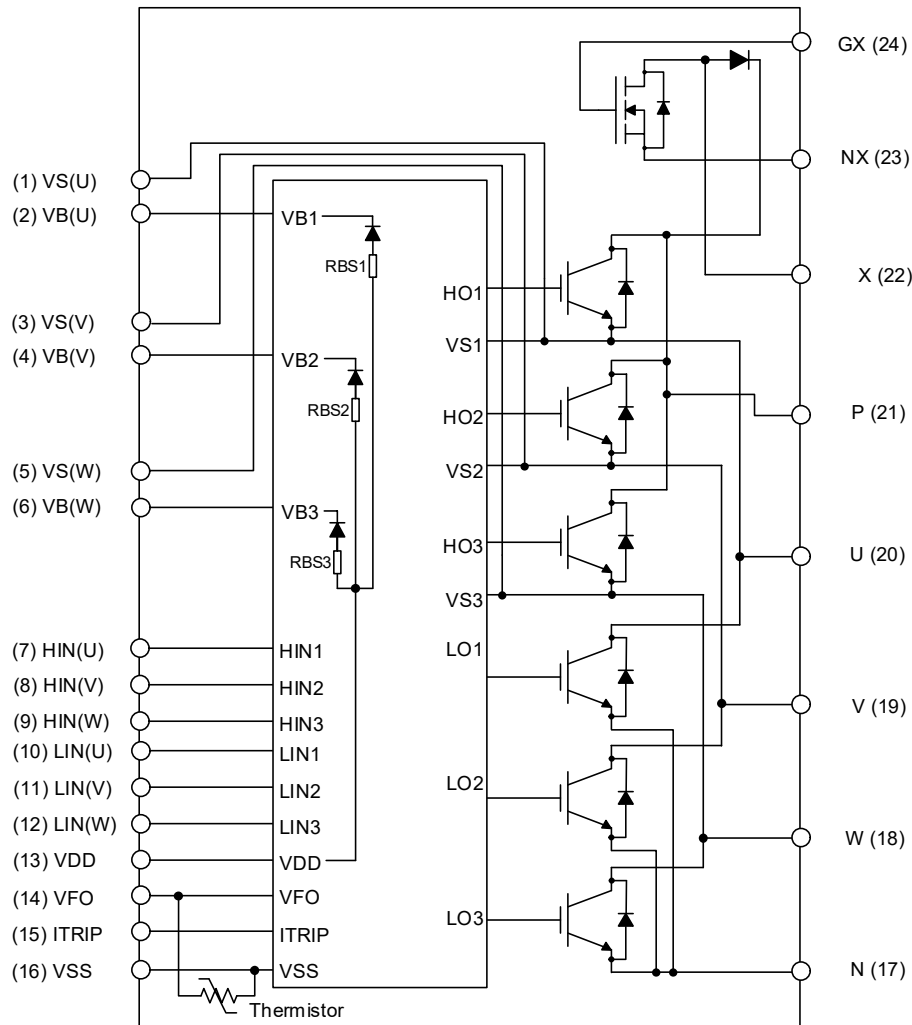 GX (24)
NX (23)
(1) VS(U)
(2) VB(U)
VB1
RBS1
X (22)
HO1
(3) VS(V)
VS1
(4) VB(V)
VB2
RBS2
HO2
P (21)
(5) VS(W)
VS2
(6) VB(W)
VB3
RBS3
HO3
U (20)
VS3
(7) HIN(U)
HIN1
LO1
(8) HIN(V)
HIN2
(9) HIN(W)
HIN3
V (19)
(10) LIN(U)
LIN1
(11) LIN(V)
LIN2
LO2
(12) LIN(W)
LIN3
W (18)
(13) VDD
VDD
(14) VFO
VFO
LO3
(15) ITRIP
ITRIP
(16) VSS
VSS
N (17)
Thermistor